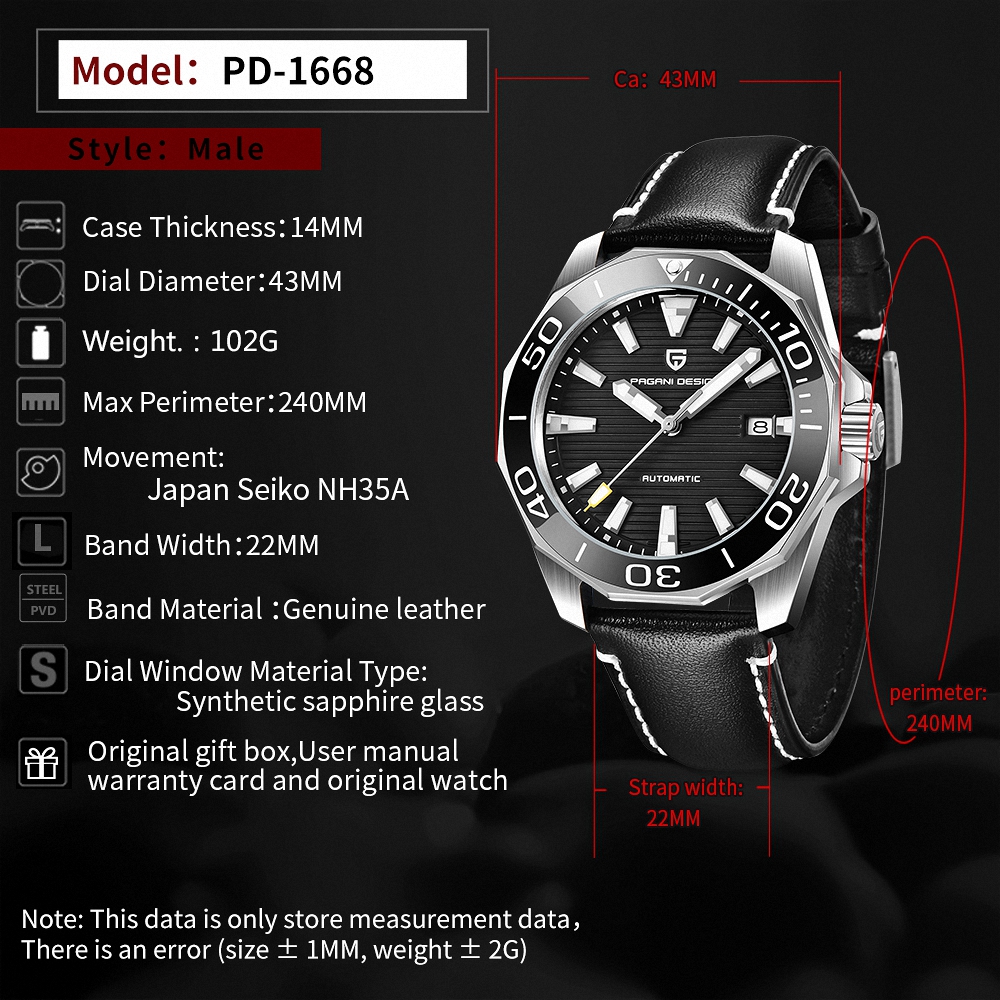 Model: PD-1668
Style: Male
Case Thickness:14MM
Dial Diameter:43MM
Weight. : 102G
Max Perimeter:240MM
Movement:
Japan Seiko NH35A
L
Band Width:22MM
STEEL
PVD
Band Material :Genuine leather
S
Dial Window Material Type:
Synthetic sapphire glass
Original gift box,User manual
warranty card and original watch
Note: This data is only store measurement data,
There is an error (size ± 1MM, weight ± 2G)
Ca: 43MM
50
10
PAGANI DESIG
8
AUTOMATIC
40
20
30
perimeter:
240MM
Strap width:
22MM